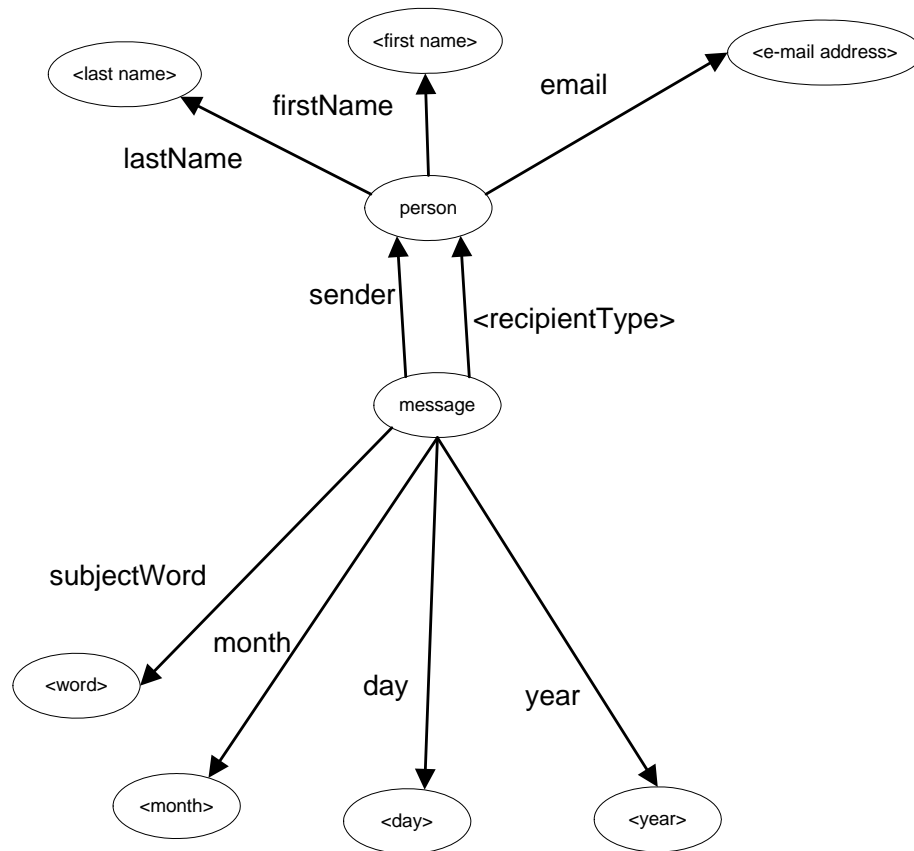 <first name>
<last name>
<e-mail address>
email
firstName
lastName
person
sender
<recipientType>
message
subjectWord
month
day
year
<word>
<month>
<day>
<year>